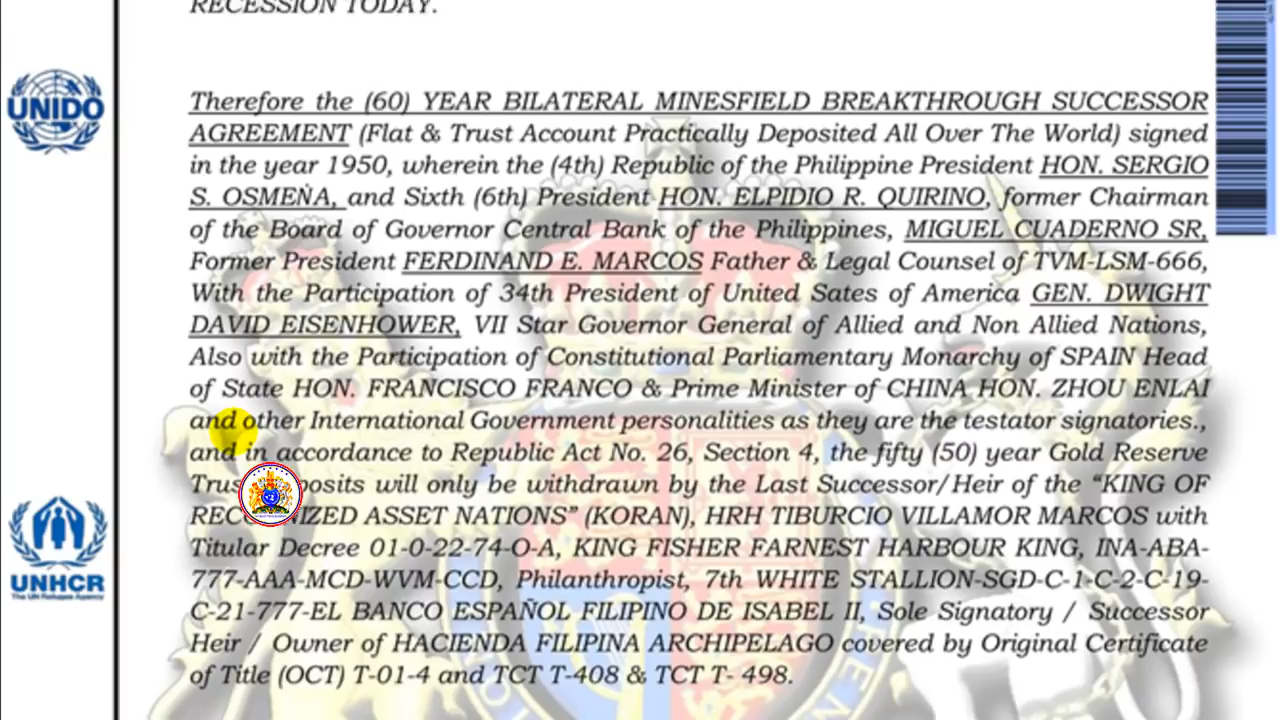 RECESSION TODAY.
UNIDO
Therefore the (60) YEAR BILATERAL MINESFIELD BREAKTHROUGH SUCCESSOR
AGREEMENT (Flat & Trust Account Practically Deposited All Over The World) signed
in the year 1950, wherein the (4th) Republic of the Philippine President HON. SERGIO
S. OSMEÑA, and Sixth (6th) President HON. ELPIDIO R. QUIRINO, former Chairman
of the Board of Governor Central Bank of the Philippines, MIGUEL CUADERNO SR,
Former President FERDINAND E. MARCOS Father & Legal Counsel of TVM-LSM-666,
With the Participation of 34th President of United Sates of America GEN. DWIGHT
DAVID EISENHOWER, VII Star Governor General of Allied and Non Allied Nations,
Also with the Participation of Constitutional Parliamentary Monarchy of SPAIN Head
of State HON. FRANCISCO FRANCO & Prime Minister of CHINA HON. ZHOU ENLAI
and other International Government personalities as they are the testator signatories.,
and in accordance to Republic Act No. 26, Section 4, the fifty (50) year Gold Reserve
posits will only be withdrawn by the Last Successor/Heir of the “KING OF
NIZED ASSET NATIONS” (KORAN), HRH TIBURCIO VILLAMOR MARCOS with
Titular Decree 01-0-22-74-O-A, KING FISHER FARNEST HARBOUR KING, INA-ABA-
777-AAA-MCD-WVM-CCD, Philanthropist, 7th WHITE STALLION-SGD-C-1-C-2-C-19-
C-21-777-EL BANCO ESPAÑOL FILIPINO DE ISABEL II, Sole Signatory / Successor
Heir / Owner of HACIENDA FILIPINA ARCHIPELAGO covered by Original Certificate
of Title (OCT) T-01-4 and TCT T-408 & TCT T- 498.
UNHCR
The UN Refugee Agency